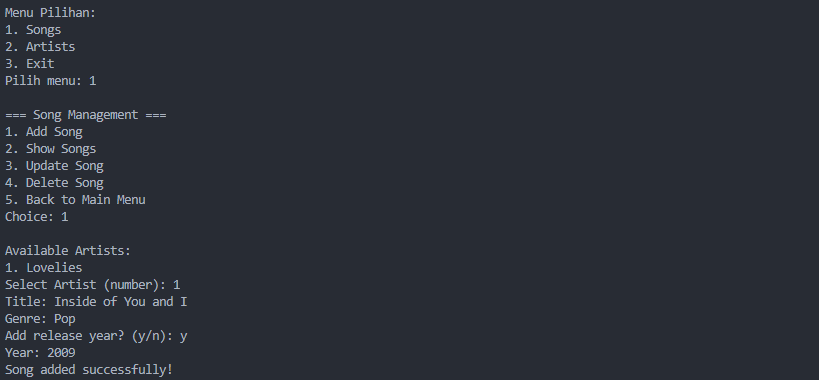 Menu Pilihan:
1. Songs
2. Artists
3. Exit
Pilih menu: 1

=== Song Management ===
1. Add Song
2. Show Songs
3. Update Song
4. Delete Song
5. Back to Main Menu
Choice: 1

Available Artists:
1. Lovelies
Select Artist (number): 1
Title: Inside of You and I
Genre: Pop
Add release year? (y/n): y
Year: 2009
Song added successfully!